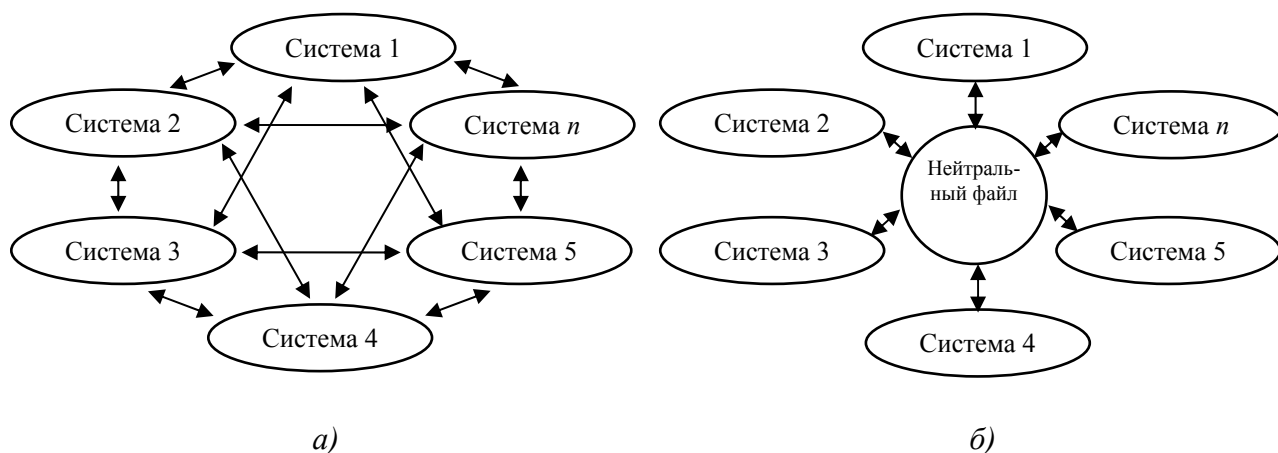 Система 1
Система 2
Система n
Система 3
Система 5
Система 4
а)
Система 1
Система 2
Система n
Нейтраль-
ный файл
Система 3
Система 5
Система 4
б)